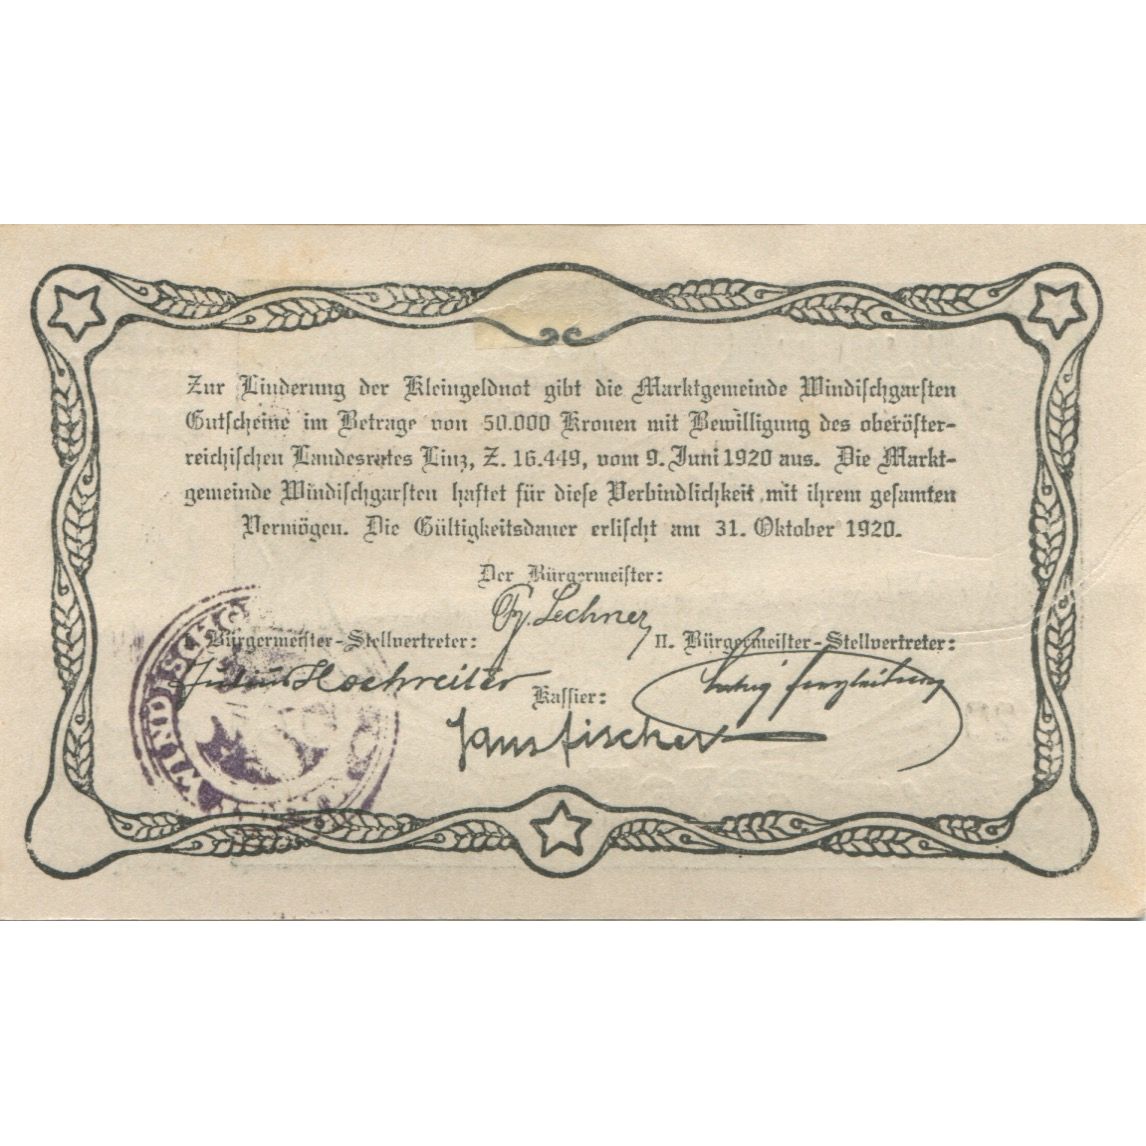 Zur Linderung der Kleingeldnot gibt die Marktgemeinde Windischgarsten
Gutscheine im Betrage von 50.000 Kronen mit Bewilligung des oberöster-
reichischen Landesrates Linz, Z. 16.449, vom 9. Juni 1920 aus. Die Markt-
gemeinde Windischgarsten haftet für diese Verbindlichkeit mit ihrem gesamten
Vermögen. Die Gültigkeitsdauer erlischt am 31. Oktober 1920.
Der Bürgermeister:
Lechner
Bürgermeister-Stellvertreter:
II. Bürgermeister-Stellvertreter:
Hochreiter
Kassier:
Hans Fischer
WINDISCHG